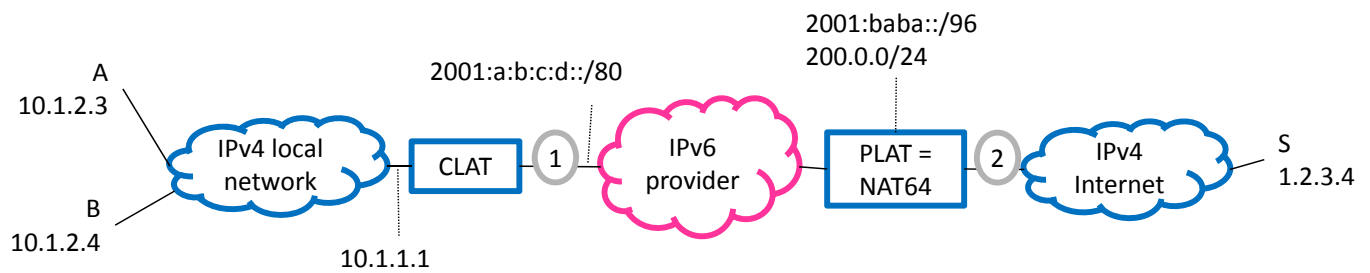 2001:baba::/96
200.0.0/24
2001:a:b:c:d::/80
A
10.1.2.3
IPv4 local
network
CLAT
1
IPv6
provider
PLAT =
NAT64
2
IPv4
Internet
S
1.2.3.4
B
10.1.2.4
10.1.1.1